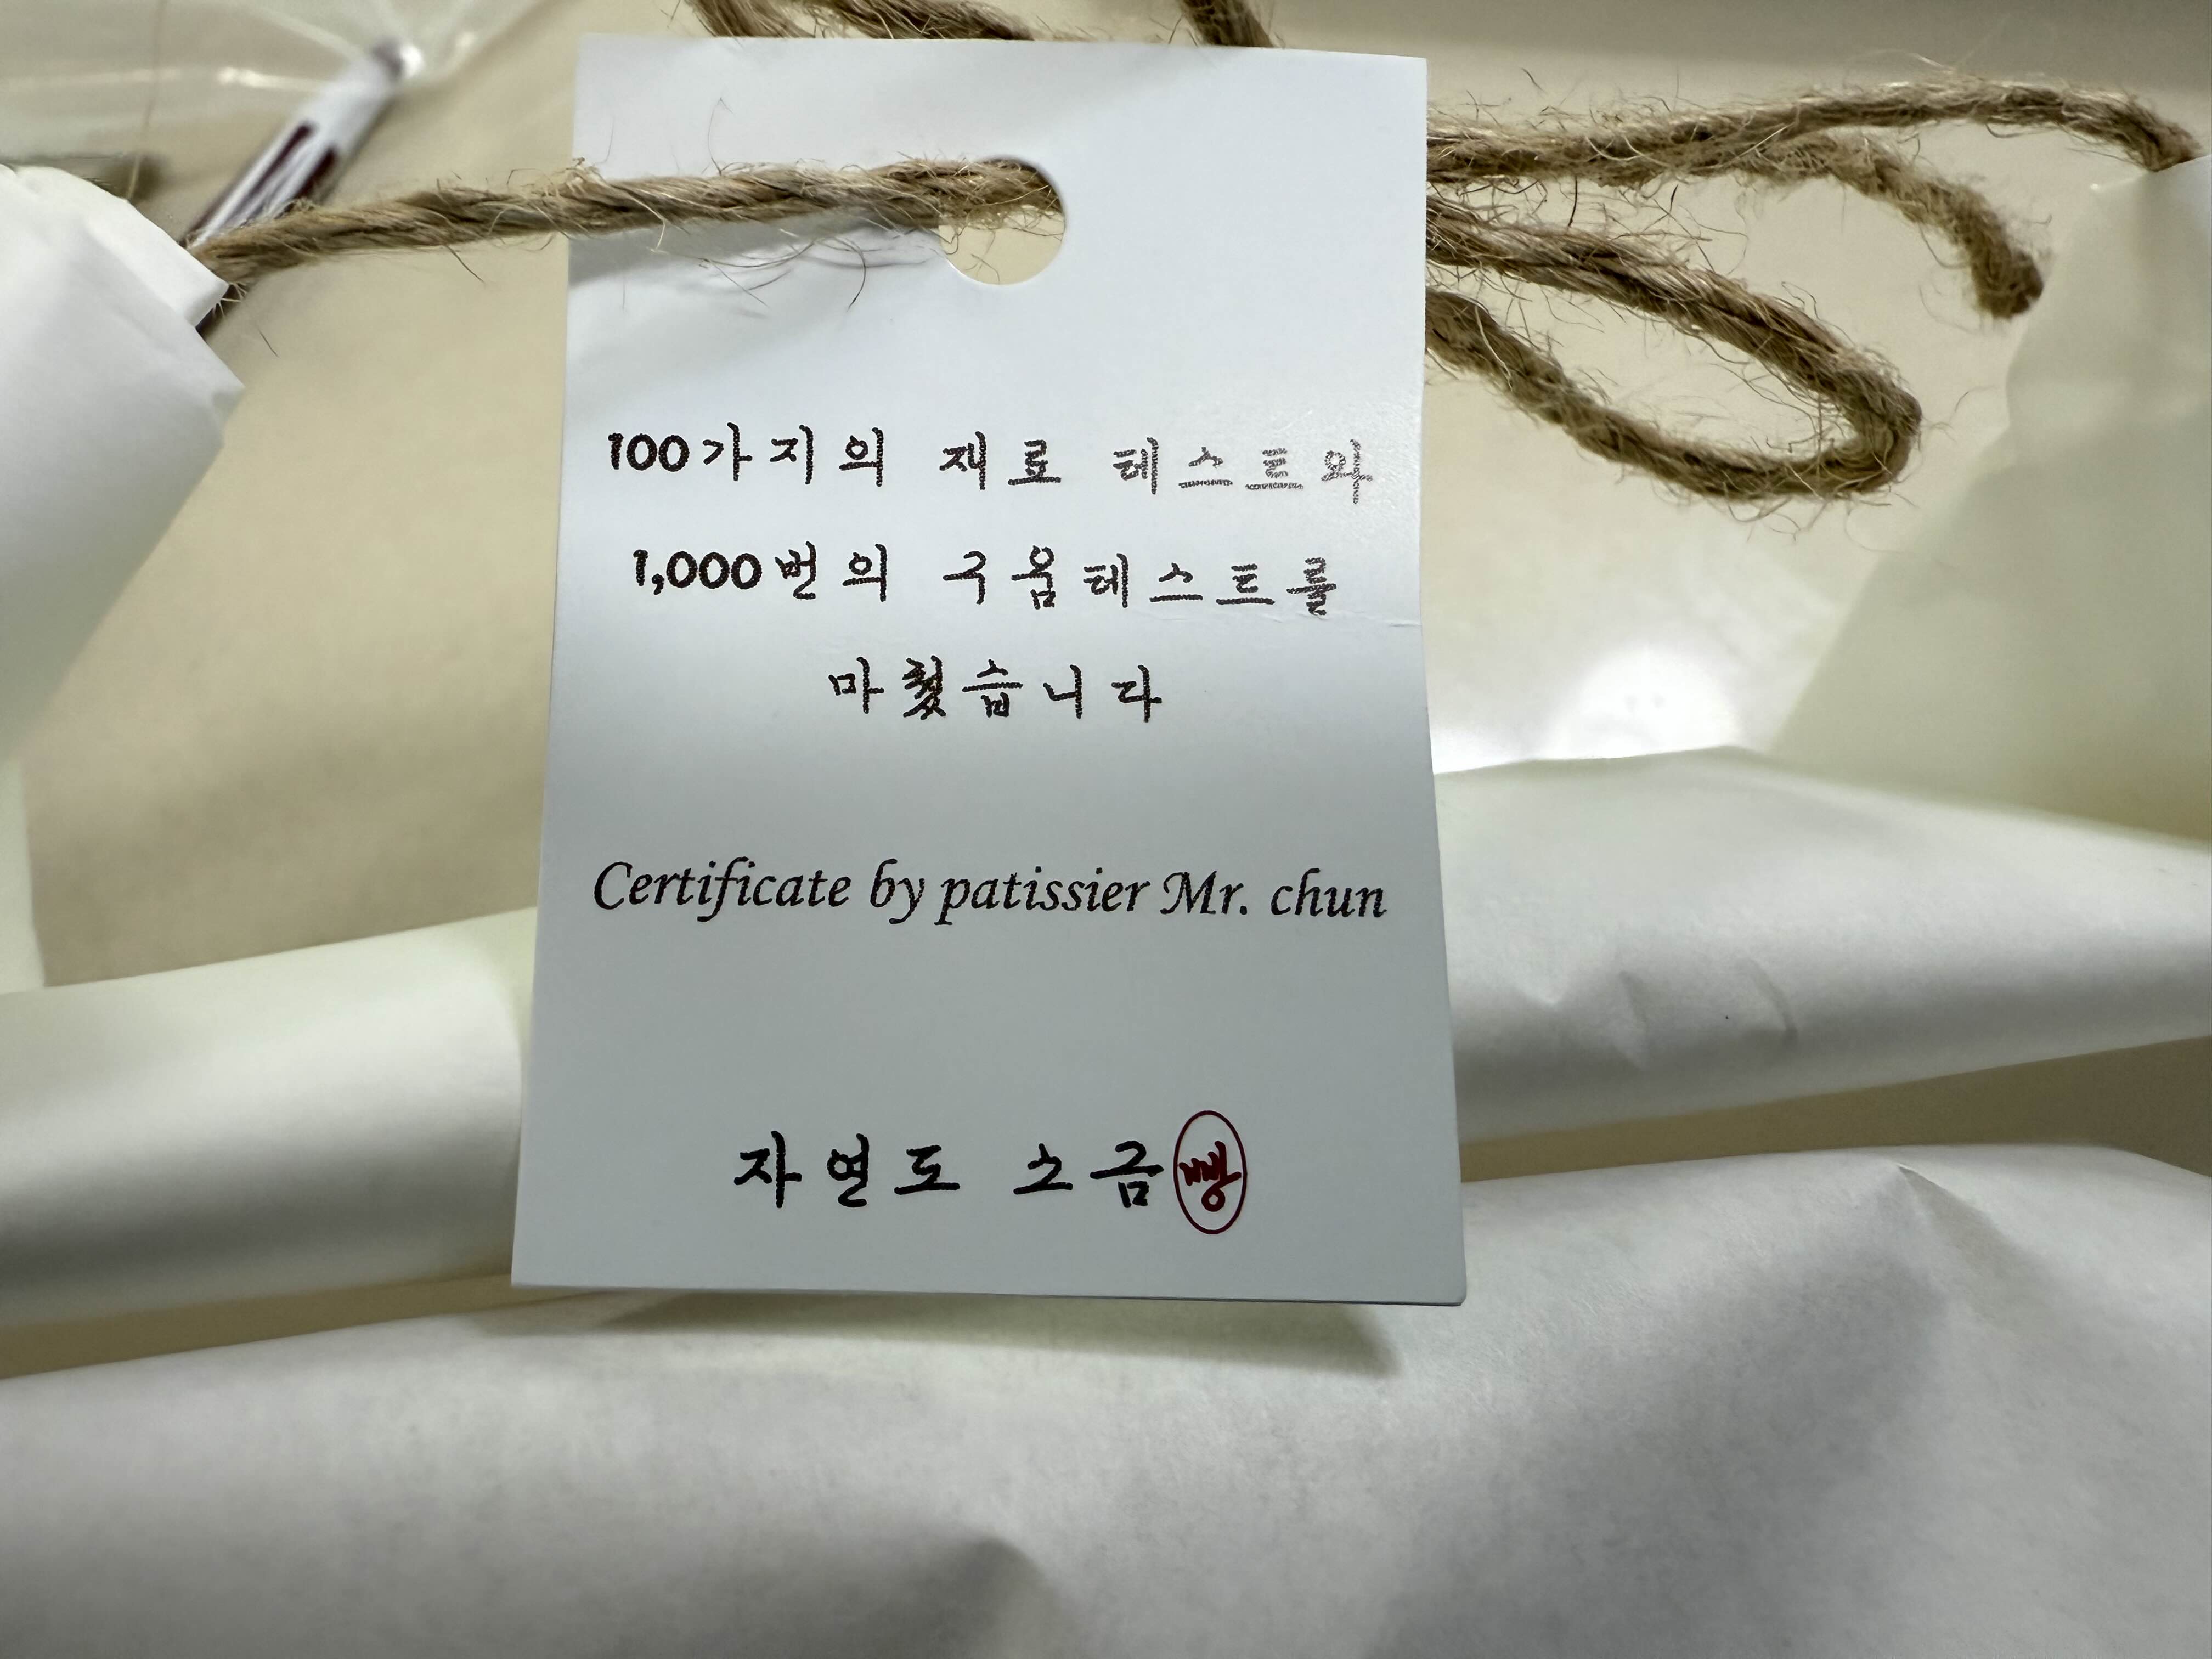 100가지의 재료 테스트와
1,000번의 구움테스트를
마쳤습니다
Certificate by patissier Mr. chun
자연도 소금빵